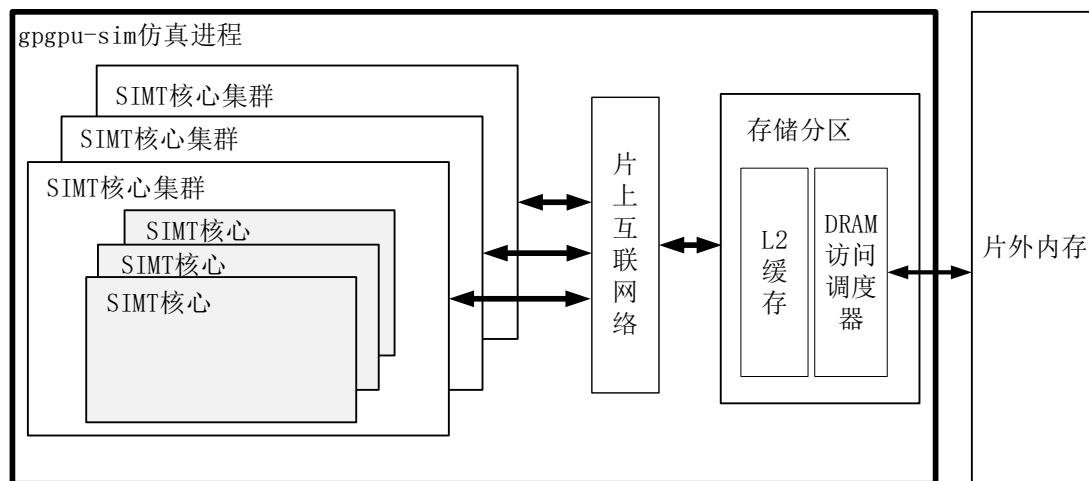 gpgpu-sim仿真进程
SIMT核心集群
SIMT核心集群
SIMT核心集群
SIMT核心
SIMT核心
SIMT核心
片
上
互
联
网
络
存储分区
L2
缓
存
DRAM
访问
调度
器
片外内存